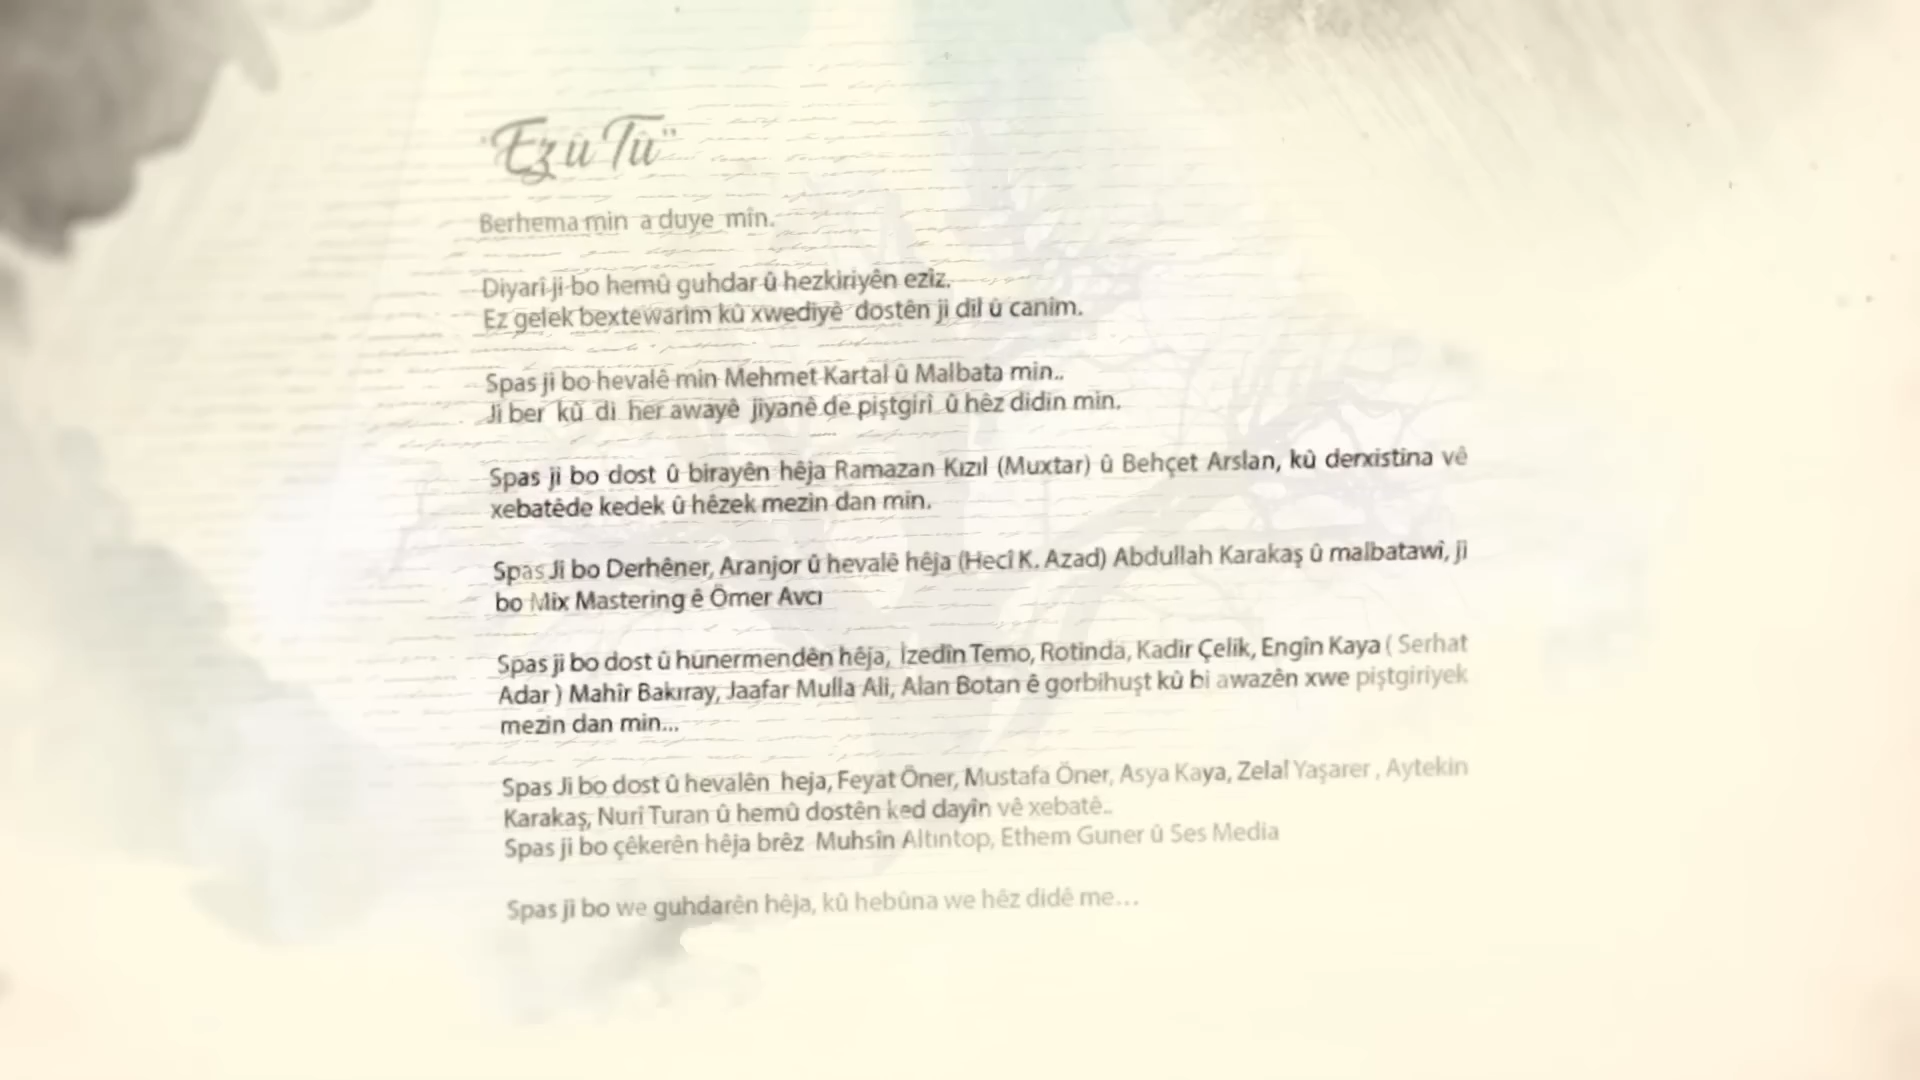 "Ez û Tû"
Berhema min a duye min.
Diyarî ji bo hemû guhdar û hezkiriyên ezîz.
Ez gelek bextewarim kû xwediyê dostên ji dil û canim.
Spas ji bo hevalê min Mehmet Kartal û Malbata min..
Ji ber kû di her awayê jiyanê de piştgirî û hêz didin min.
Spas ji bo dost û birayên hêja Ramazan Kızıl (Muxtar) û Behçet Arslan, kû derxistina vê
xebatêde kedek û hêzek mezin dan min.
Spas Ji bo Derhêner, Aranjor û hevalê hêja (Hecî K. Azad) Abdullah Karakaş û malbatawî, ji
bo Mix Mastering ê Ömer Avcı
Spas ji bo dost û hunermendên hêja, İzedîn Temo, Rotinda, Kadir Çelik, Engîn Kaya ( Serhat
Adar ) Mahîr Bakıray, Jaafar Mulla Ali, Alan Botan ê gorbihuşt kû bi awazên xwe piştgiriyek
mezin dan min...
Spas Ji bo dost û hevalên heja, Feyat Öner, Mustafa Öner, Asya Kaya, Zelal Yaşarer , Aytekin
Karakaş, Nurî Turan û hemû dostên ked dayîn vê xebatê..
Spas ji bo çêkerên hêja brêz Muhsîn Altıntop, Ethem Guner û Ses Media
Spas ji bo we guhdarên hêja, kû hebûna we hêz didê me...